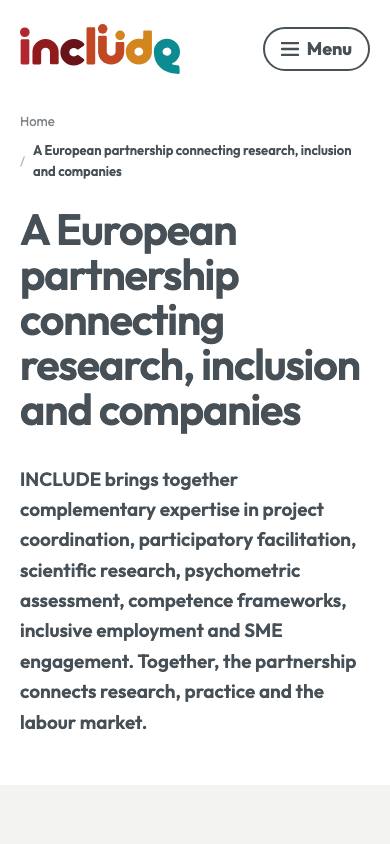 include
Menu
Home
/
A European partnership connecting research, inclusion
and companies
A European
partnership
connecting
research, inclusion
and companies
INCLUDE brings together
complementary expertise in project
coordination, participatory facilitation,
scientific research, psychometric
assessment, competence frameworks,
inclusive employment and SME
engagement. Together, the partnership
connects research, practice and the
labour market.